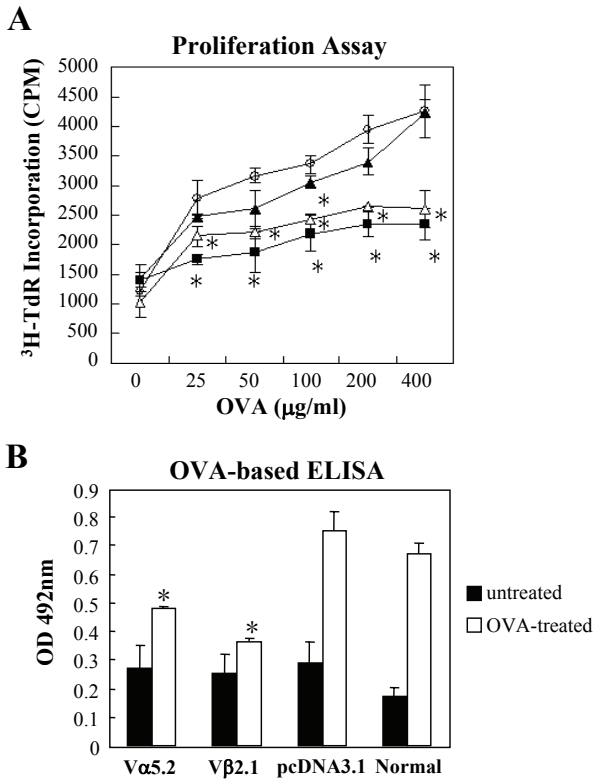 A
Proliferation Assay
³H-TdR Incorporation (CPM)
5000
4500
4000
3500
3000
2500
2000
1500
1000
500
0
* * * * * * * * * * *
0 25 50 100 200 400
OVA (μg/ml)
B
OVA-based ELISA
OD 492nm
0.9
0.8
0.7
0.6
0.5
0.4
0.3
0.2
0.1
0
* *
Vα5.2 Vβ2.1 pcDNA3.1 Normal
untreated
OVA-treated